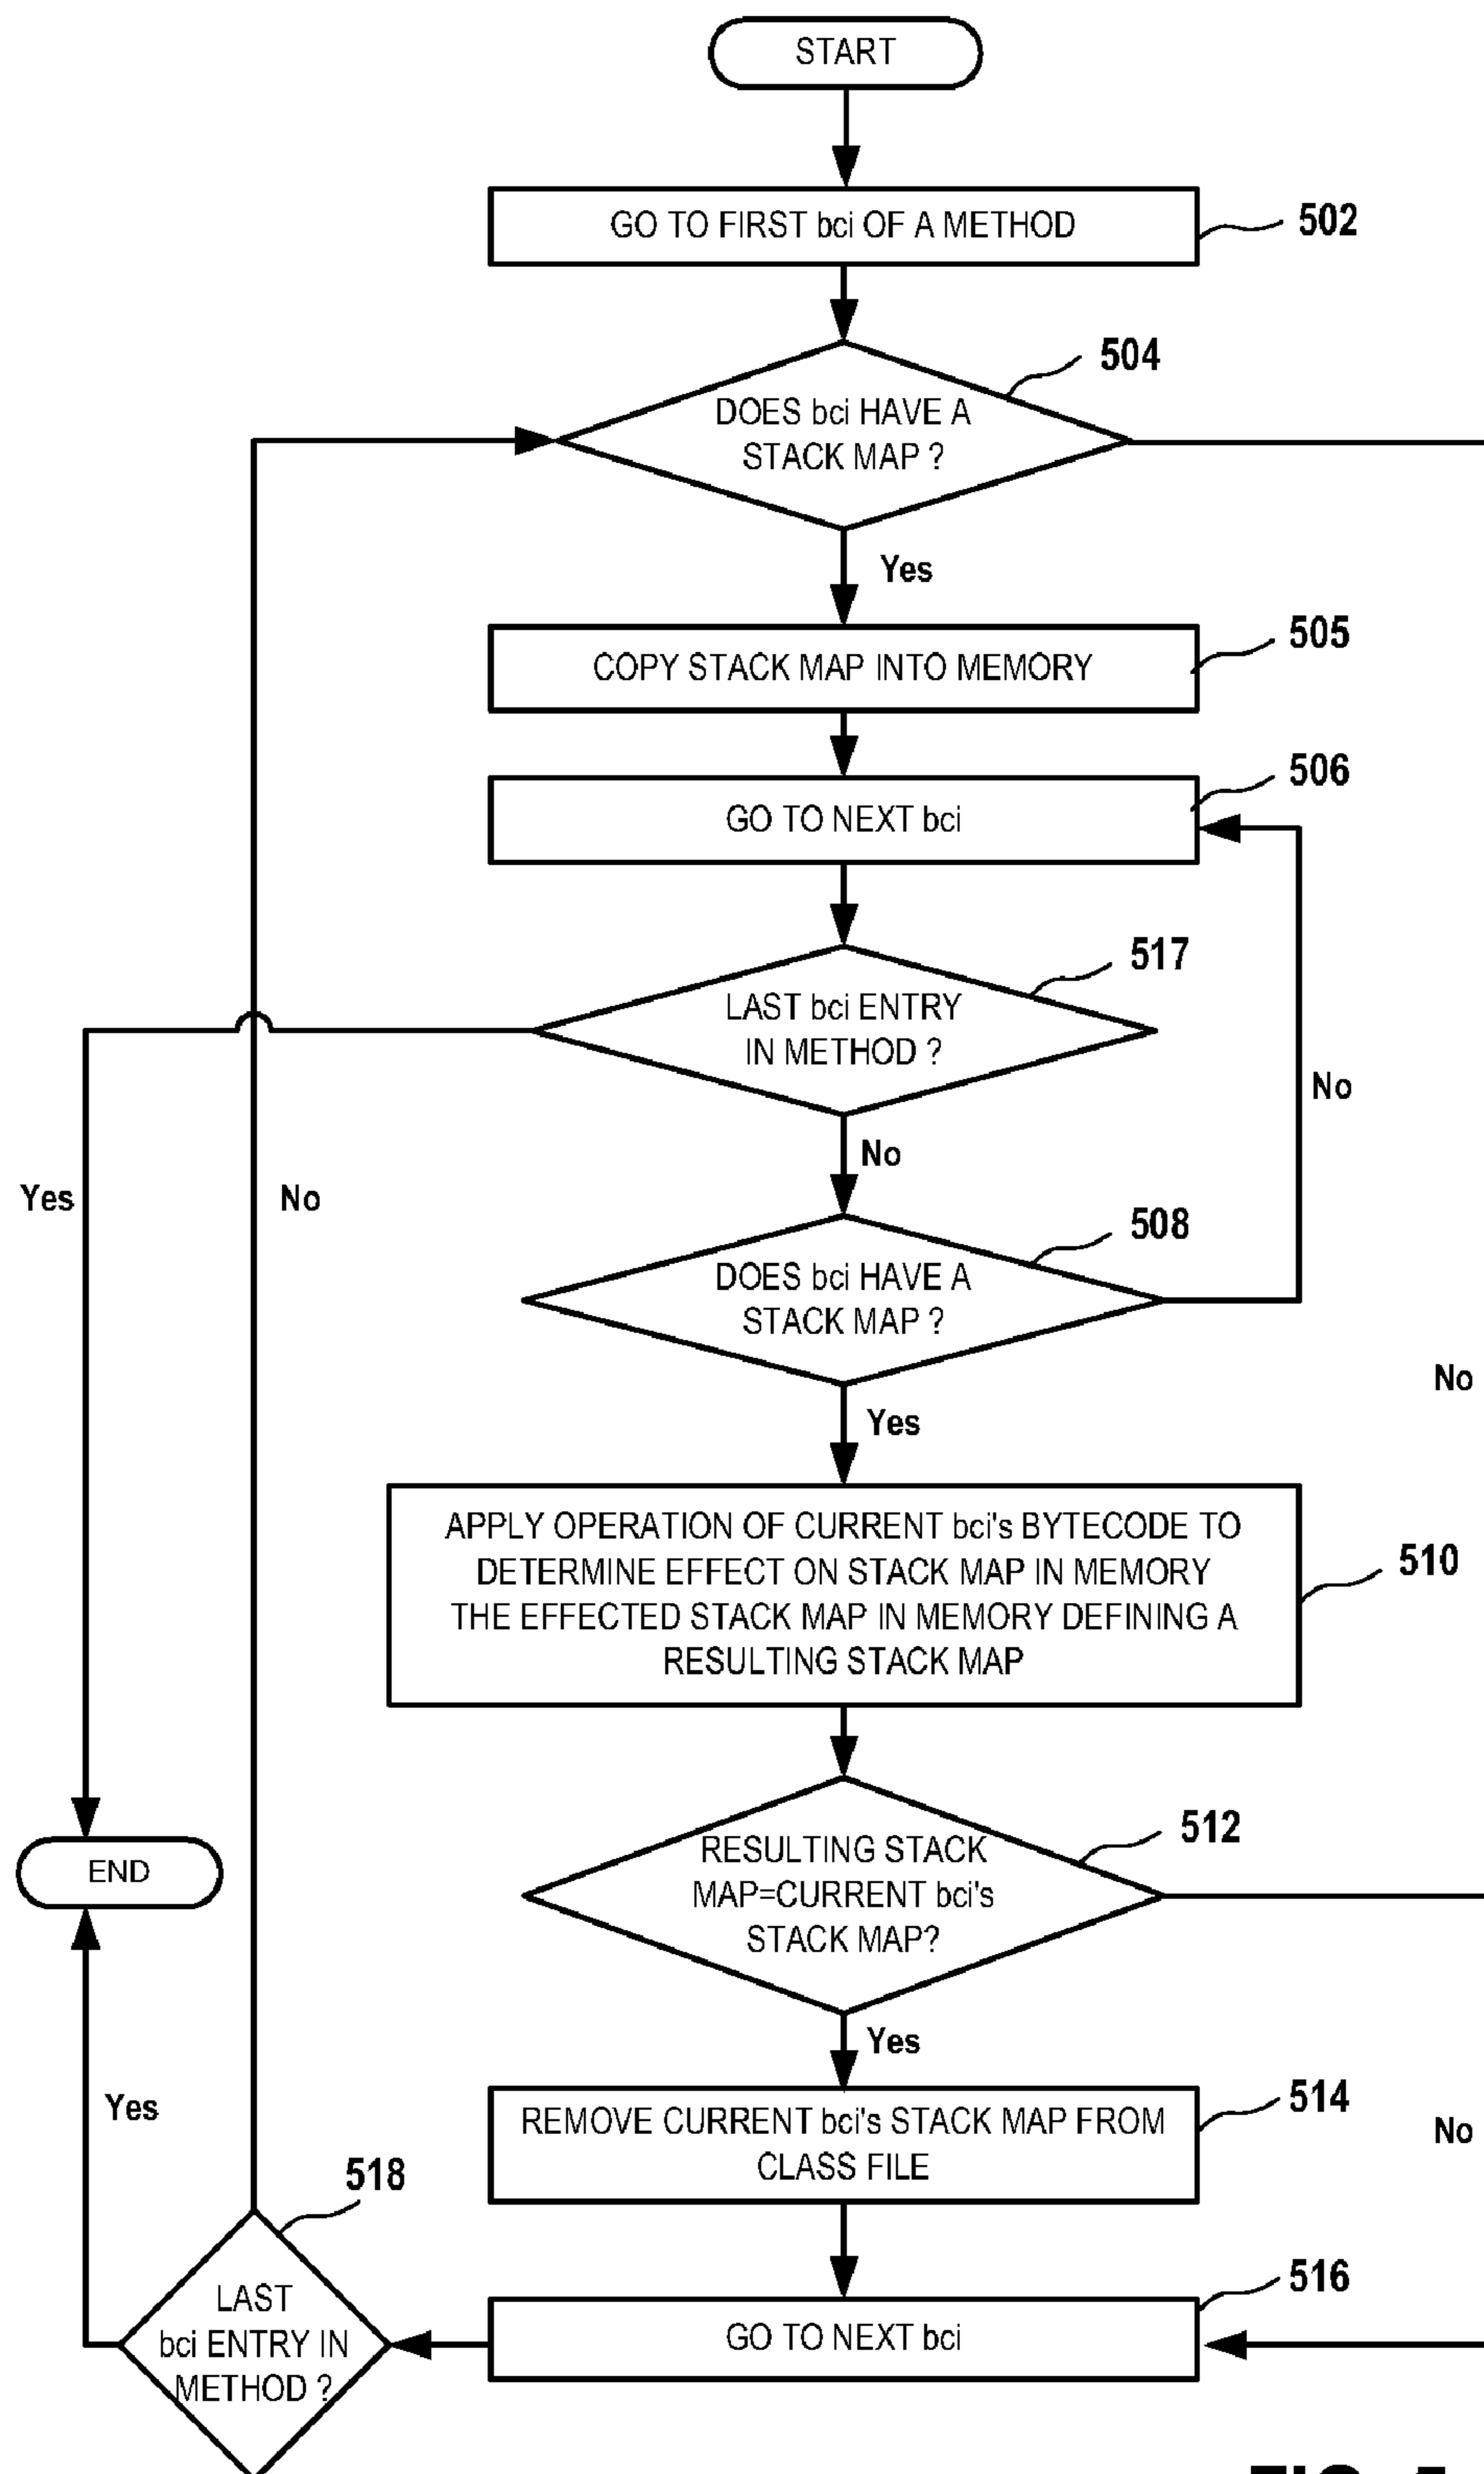 START
GO TO FIRST bci OF A METHOD
502
504
DOES bci HAVE A
STACK MAP ?
Yes
505
COPY STACK MAP INTO MEMORY
506
GO TO NEXT bci
517
LAST bci ENTRY
IN METHOD ?
No
No
Yes
No
508
DOES bci HAVE A
STACK MAP ?
No
Yes
APPLY OPERATION OF CURRENT bci's BYTECODE TO
DETERMINE EFFECT ON STACK MAP IN MEMORY
THE EFFECTED STACK MAP IN MEMORY DEFINING A
RESULTING STACK MAP
510
512
RESULTING STACK
MAP=CURRENT bci's
STACK MAP?
END
Yes
Yes
514
REMOVE CURRENT bci's STACK MAP FROM
CLASS FILE
No
518
516
LAST
bci ENTRY IN
METHOD ?
GO TO NEXT bci